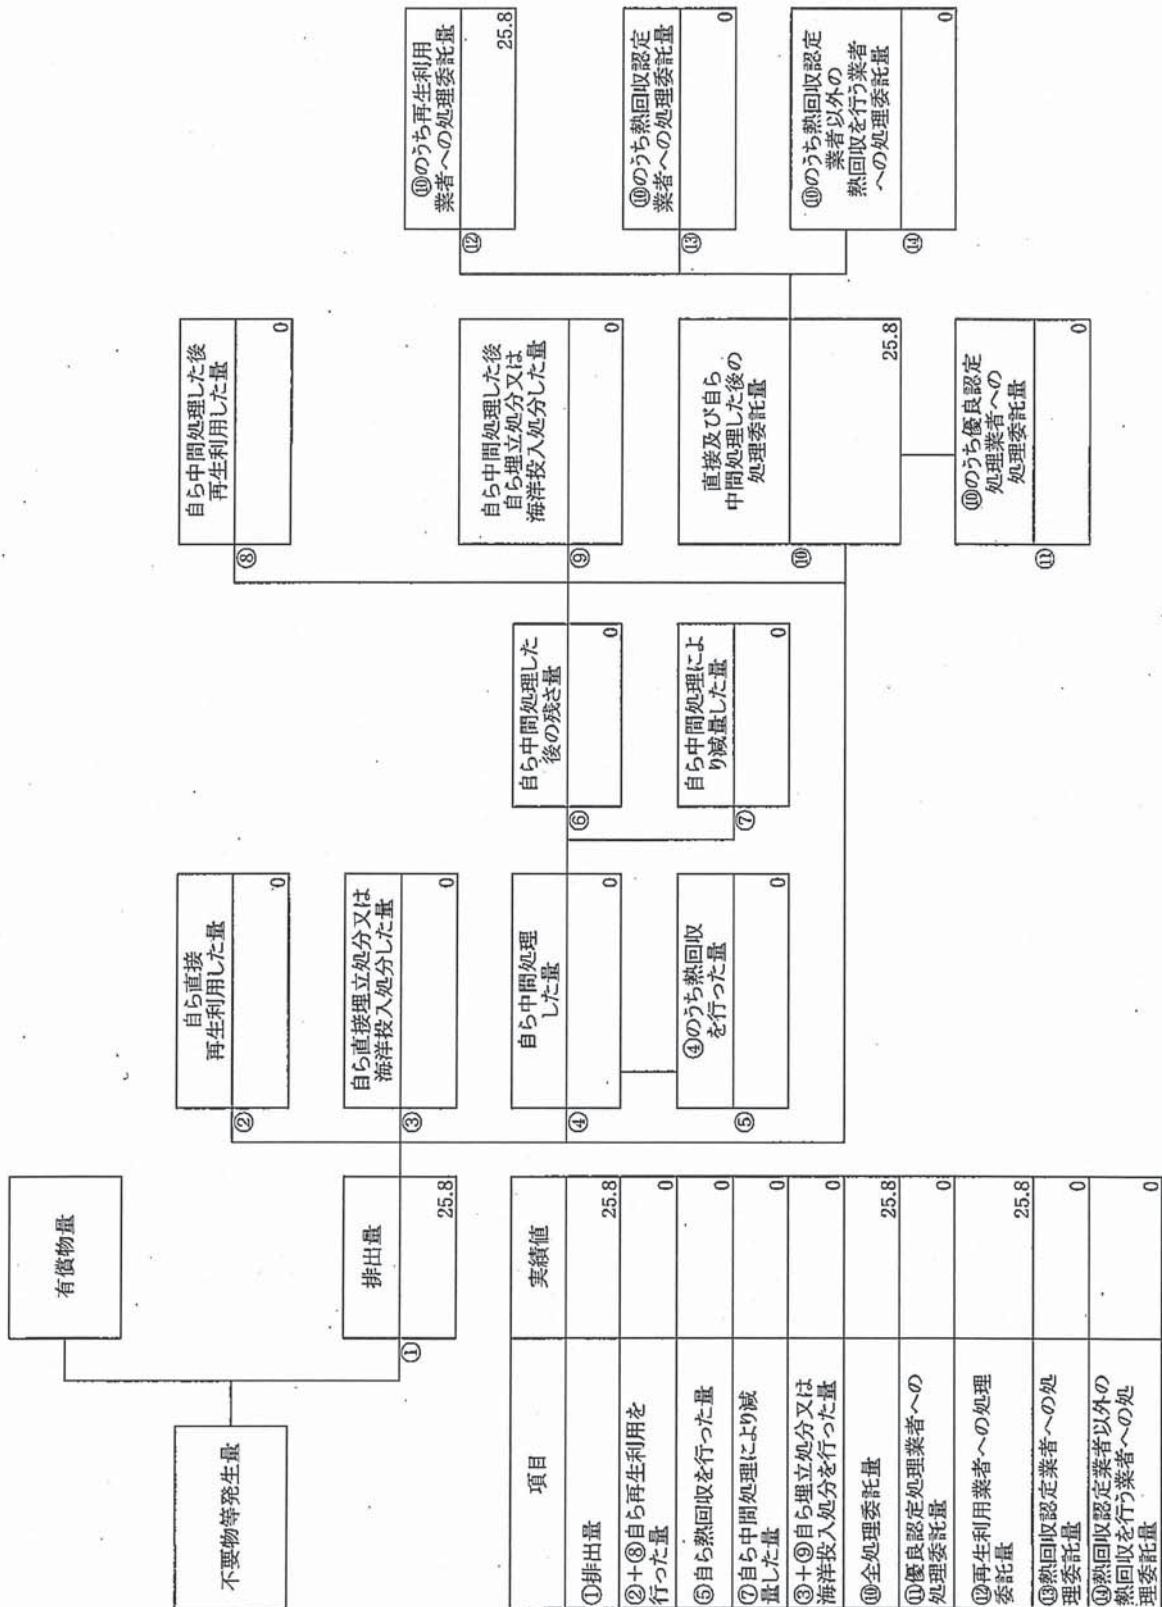 不要物等発生量
有償物量
①
排出量
25.8
②
自ら直接
再生利用した量
0
③
自ら直接埋立処分又は
海洋投入処分した量
0
④
自ら中間処理
した量
0
⑤
④のうち熱回収
を行った量
0
⑥
自ら中間処理した
後の残さ量
0
⑦
自ら中間処理によ
り減量した量
0
⑧
自ら中間処理した後
再生利用した量
0
⑨
自ら中間処理した後
自ら埋立処分又は
海洋投入処分した量
0
⑩
直接及び自ら
中間処理した後の
処理委託量
25.8
⑪
⑩のうち優良認定
処理業者への
処理委託量
0
⑫
⑩のうち再生利用
業者への処理委託量
25.8
⑬
⑩のうち熱回収認定
業者への処理委託量
0
⑭
⑩のうち熱回収認定
業者以外の
熱回収を行う業者
への処理委託量
0
項目 実績値
①排出量 25.8
②+⑧自ら再生利用を
行った量 0
⑤自ら熱回収を行った量 0
⑦自ら中間処理により減
量した量 0
③+⑨自ら埋立処分又は
海洋投入処分を行った量 0
⑩全処理委託量 25.8
⑪優良認定処理業者への
処理委託量 0
⑫再生利用業者への処理
委託量 25.8
⑬熱回収認定業者への処
理委託量 0
⑭熱回収認定業者以外の
熱回収を行う業者への処
理委託量 0